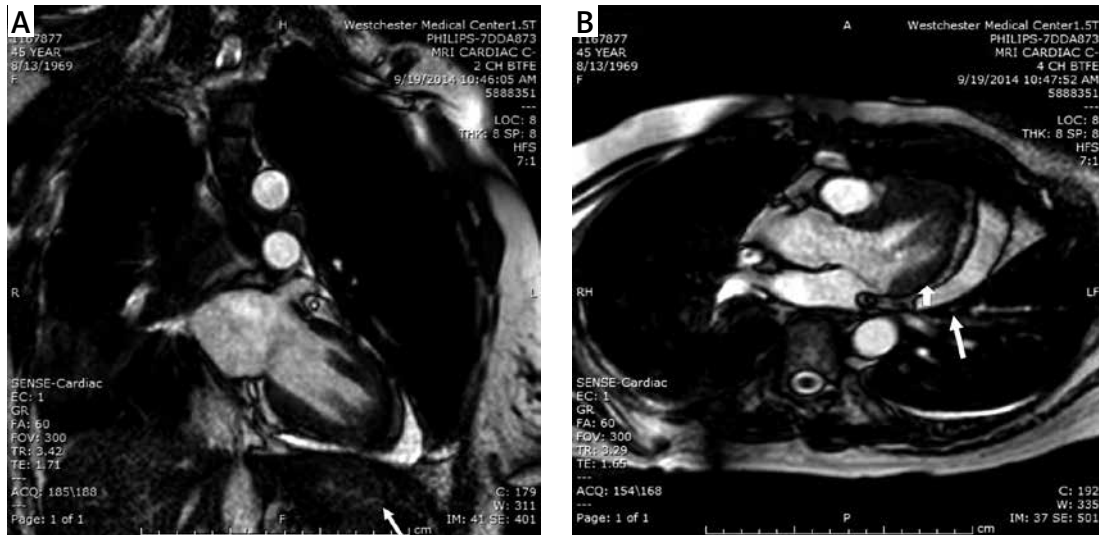 A
H
Westchester Medical Center1.5T
1167877
PHILIPS-7DDA873
45 YEAR
MRI CARDIAC C-
8/13/1969
2 CH BTFE
F
9/19/2014 10:46:05 AM
5888351
---
LOC: 8
THK: 8 SP: 8
HFS
7:1
R
L
SENSE-Cardiac
EC: 1
GR
FA: 60
FOV: 300
TR: 3.42
TE: 1.71
---
ACQ: 185\188
---
Page: 1 of 1
F
cm
C: 179
W: 311
IM: 41 SE: 401
B
A
Westchester Medical Center1.5T
1167877
PHILIPS-7DDA873
45 YEAR
MRI CARDIAC C-
8/13/1969
4 CH BTFE
F
9/19/2014 10:47:52 AM
5888351
---
LOC: 8
THK: 8 SP: 8
HFS
7:1
RH
LF
SENSE-Cardiac
EC: 1
GR
FA: 60
FOV: 300
TR: 3.29
TE: 1.65
---
ACQ: 154\168
---
Page: 1 of 1
P
cm
C: 192
W: 335
IM: 37 SE: 501